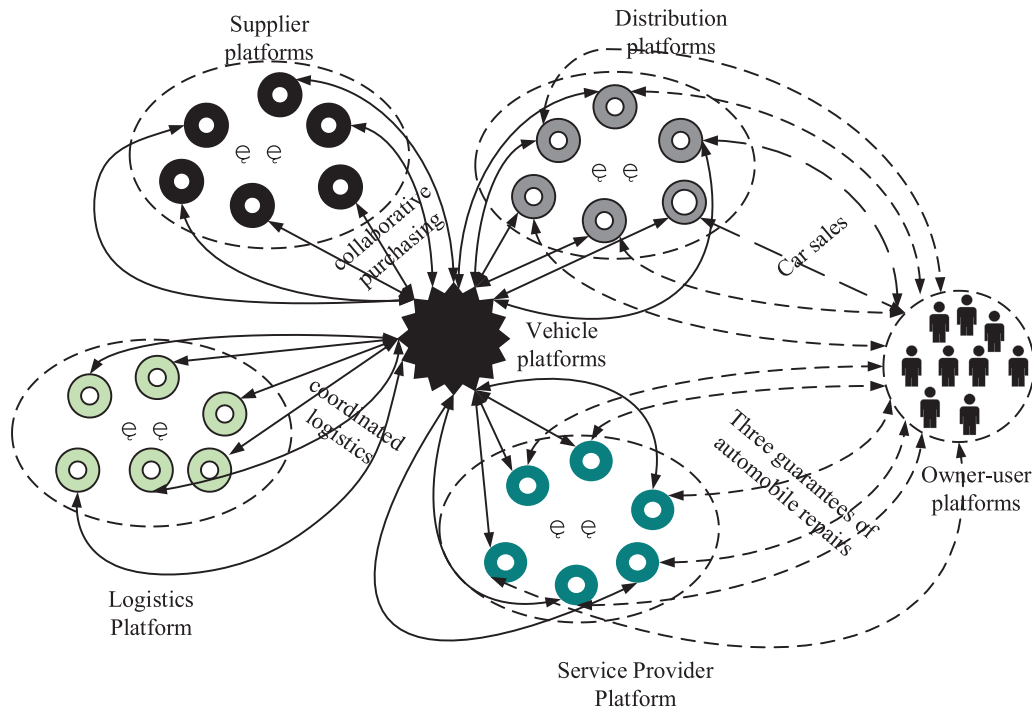 Supplier
platforms
Distribution
platforms
ҿ ҿ
ҿ ҿ
collaborative
purchasing
Car sales
Vehicle
platforms
coordinated
logistics
ҿ ҿ
Three guarantees of
automobile repairs
Owner-user
platforms
ҿ ҿ
Logistics
Platform
Service Provider
Platform